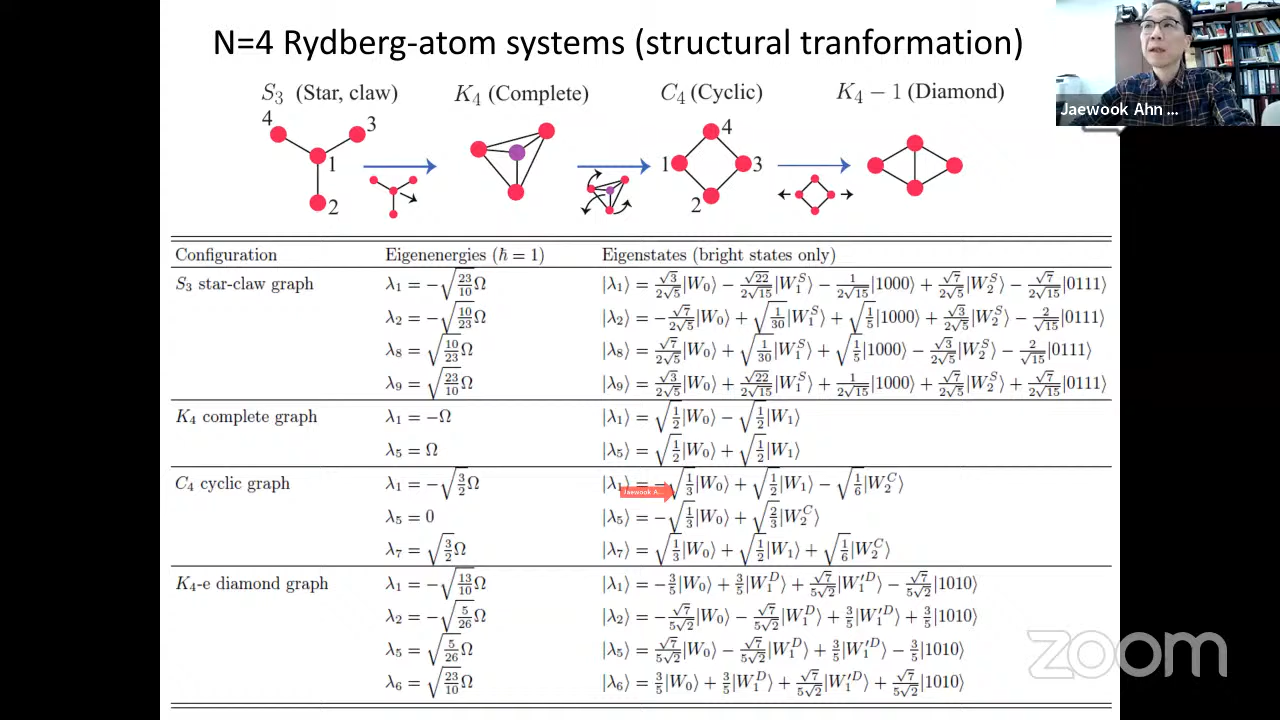 N=4 Rydberg-atom systems (structural tranformation)
S₃ (Star, claw) K₄ (Complete) C₄ (Cyclic) K₄ − 1 (Diamond)
4 3 1 2
4 1 3 2
Jaewook Ahn ...
Configuration Eigenenergies (ħ = 1) Eigenstates (bright states only)
S₃ star-claw graph λ₁ = −√(23/10)Ω |λ₁⟩ = √3/(2√5)|W₀⟩ − √22/(2√15)|W₁^S⟩ − 1/(2√15)|1000⟩ + √7/(2√5)|W₂^S⟩ − √7/(2√15)|0111⟩
λ₂ = −√(10/23)Ω |λ₂⟩ = −√7/(2√5)|W₀⟩ + √(1/30)|W₁^S⟩ + √(1/5)|1000⟩ + √3/(2√5)|W₂^S⟩ − 2/√15|0111⟩
λ₈ = √(10/23)Ω |λ₈⟩ = √7/(2√5)|W₀⟩ + √(1/30)|W₁^S⟩ + √(1/5)|1000⟩ − √3/(2√5)|W₂^S⟩ − 2/√15|0111⟩
λ₉ = √(23/10)Ω |λ₉⟩ = √3/(2√5)|W₀⟩ + √22/(2√15)|W₁^S⟩ + 1/(2√15)|1000⟩ + √7/(2√5)|W₂^S⟩ + √7/(2√15)|0111⟩
K₄ complete graph λ₁ = −Ω |λ₁⟩ = √(1/2)|W₀⟩ − √(1/2)|W₁⟩
λ₅ = Ω |λ₅⟩ = √(1/2)|W₀⟩ + √(1/2)|W₁⟩
C₄ cyclic graph λ₁ = −√(3/2)Ω |λ₁⟩ = −√(1/3)|W₀⟩ + √(1/2)|W₁⟩ − √(1/6)|W₂^C⟩
Jaewook A...
λ₅ = 0 |λ₅⟩ = −√(1/3)|W₀⟩ + √(2/3)|W₂^C⟩
λ₇ = √(3/2)Ω |λ₇⟩ = √(1/3)|W₀⟩ + √(1/2)|W₁⟩ + √(1/6)|W₂^C⟩
K₄-e diamond graph λ₁ = −√(13/10)Ω |λ₁⟩ = −3/5|W₀⟩ + 3/5|W₁^D⟩ + √7/(5√2)|W′₁^D⟩ − √7/(5√2)|1010⟩
λ₂ = −√(5/26)Ω |λ₂⟩ = −√7/(5√2)|W₀⟩ − √7/(5√2)|W₁^D⟩ + 3/5|W′₁^D⟩ + 3/5|1010⟩
λ₅ = √(5/26)Ω |λ₅⟩ = √7/(5√2)|W₀⟩ − √7/(5√2)|W₁^D⟩ + 3/5|W′₁^D⟩ − 3/5|1010⟩
λ₆ = √(23/10)Ω |λ₆⟩ = 3/5|W₀⟩ + 3/5|W₁^D⟩ + √7/(5√2)|W′₁^D⟩ + √7/(5√2)|1010⟩
zoom